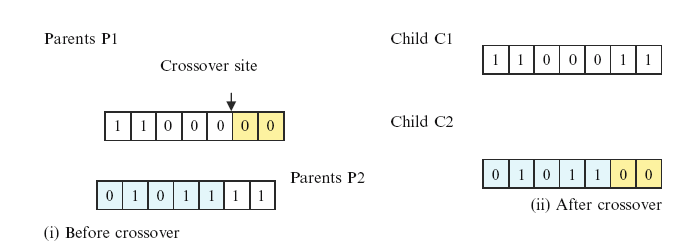 Parents P1
Crossover site
1 1 0 0 0 0 0
0 1 0 1 1 1 1
Parents P2
(i) Before crossover
Child C1
1 1 0 0 0 1 1
Child C2
0 1 0 1 1 0 0
(ii) After crossover